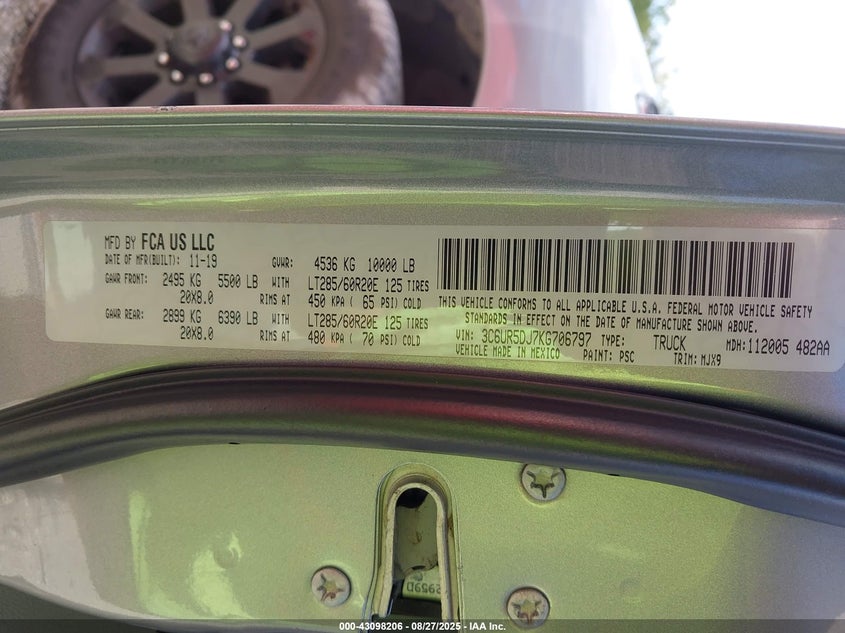 MFD BY FCA US LLC
DATE OF MFR(BUILT): 11-19 GVWR: 4536 KG 10000 LB
GAWR FRONT: 2495 KG 5500 LB WITH LT285/60R20E 125 TIRES
20X8.0 RIMS AT 450 KPA ( 65 PSI) COLD
GAWR REAR: 2899 KG 6390 LB WITH LT285/60R20E 125 TIRES
20X8.0 RIMS AT 480 KPA ( 70 PSI) COLD
THIS VEHICLE CONFORMS TO ALL APPLICABLE U.S.A. FEDERAL MOTOR VEHICLE SAFETY
STANDARDS IN EFFECT ON THE DATE OF MANUFACTURE SHOWN ABOVE.
VIN: 3C6UR5DJ7KG706797 TYPE: TRUCK MDH:112005 482AA
VEHICLE MADE IN MEXICO PAINT: PSC TRIM: MJX9
000-43098206 - 08/27/2025 - IAA Inc.